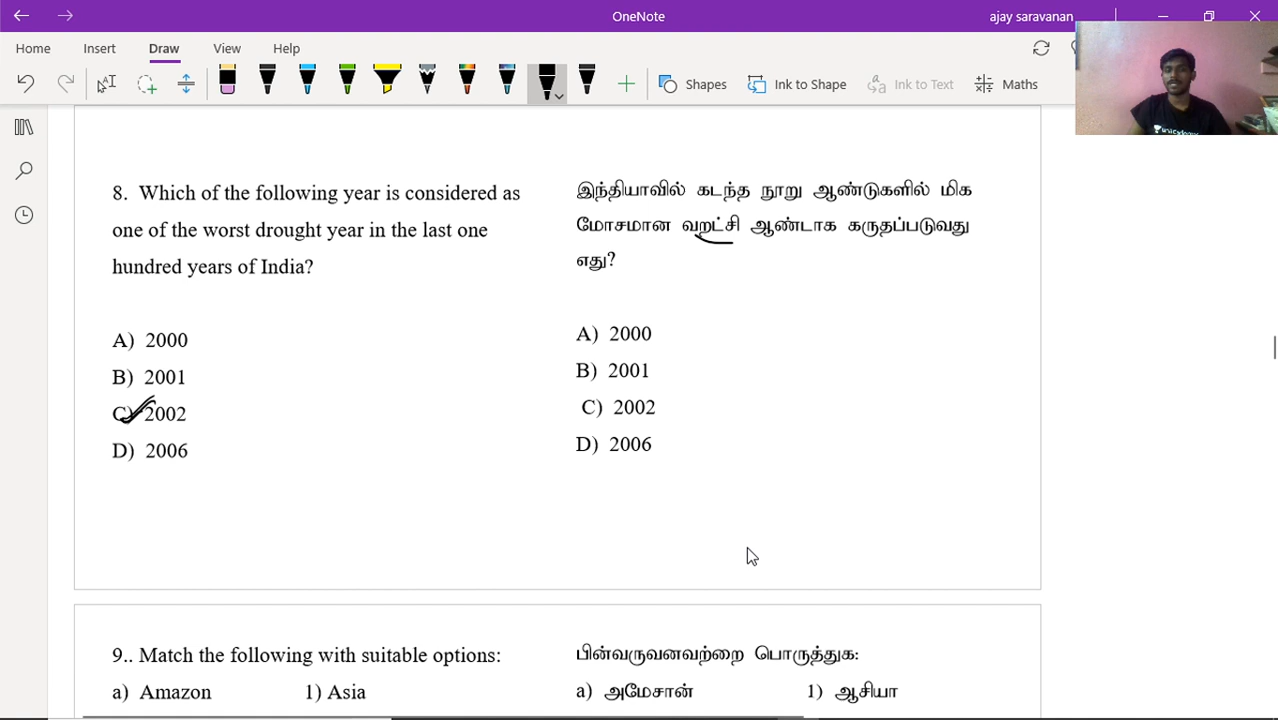 OneNote
ajay saravanan
Home Insert Draw View Help
Shapes Ink to Shape Ink to Text Maths
8. Which of the following year is considered as
one of the worst drought year in the last one
hundred years of India?
A) 2000
B) 2001
C) 2002
D) 2006
இந்தியாவில் கடந்த நூறு ஆண்டுகளில் மிக
மோசமான வறட்சி ஆண்டாக கருதப்படுவது
எது?
A) 2000
B) 2001
C) 2002
D) 2006
9.. Match the following with suitable options:
a) Amazon 1) Asia
பின்வருவனவற்றை பொருத்துக:
a) அமேசான் 1) ஆசியா